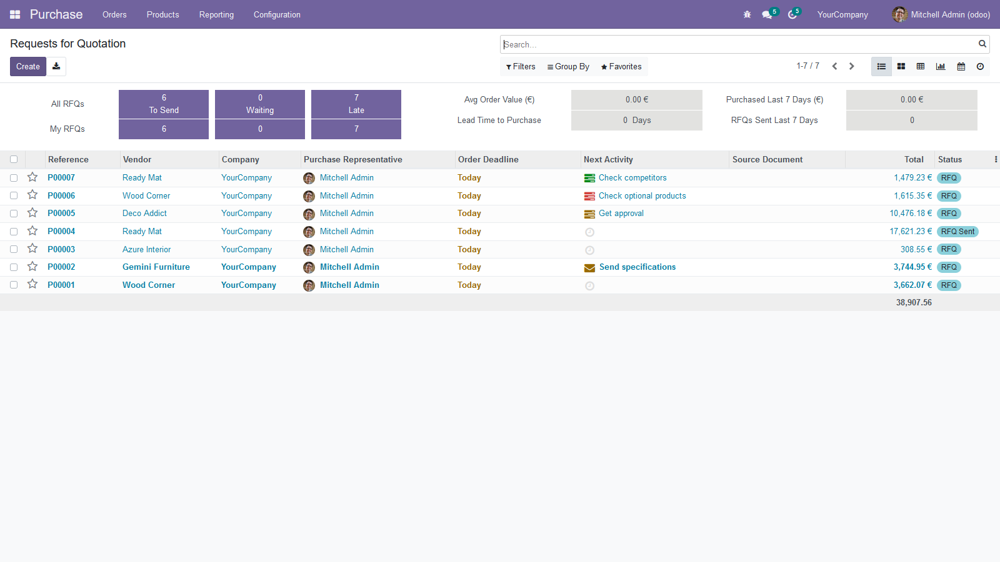 Purchase Orders Products Reporting Configuration 5 5 YourCompany Mitchell Admin (odoo)
Requests for Quotation
Search...
Create Filters Group By Favorites 1-7 / 7
All RFQs 6 To Send 0 Waiting 7 Late
My RFQs 6 0 7
Avg Order Value (€) 0.00 € Purchased Last 7 Days (€) 0.00 €
Lead Time to Purchase 0 Days RFQs Sent Last 7 Days 0
Reference Vendor Company Purchase Representative Order Deadline Next Activity Source Document Total Status
P00007 Ready Mat YourCompany Mitchell Admin Today Check competitors 1,479.23 € RFQ
P00006 Wood Corner YourCompany Mitchell Admin Today Check optional products 1,615.35 € RFQ
P00005 Deco Addict YourCompany Mitchell Admin Today Get approval 10,476.18 € RFQ
P00004 Ready Mat YourCompany Mitchell Admin Today 17,621.23 € RFQ Sent
P00003 Azure Interior YourCompany Mitchell Admin Today 308.55 € RFQ
P00002 Gemini Furniture YourCompany Mitchell Admin Today Send specifications 3,744.95 € RFQ
P00001 Wood Corner YourCompany Mitchell Admin Today 3,662.07 € RFQ
38,907.56